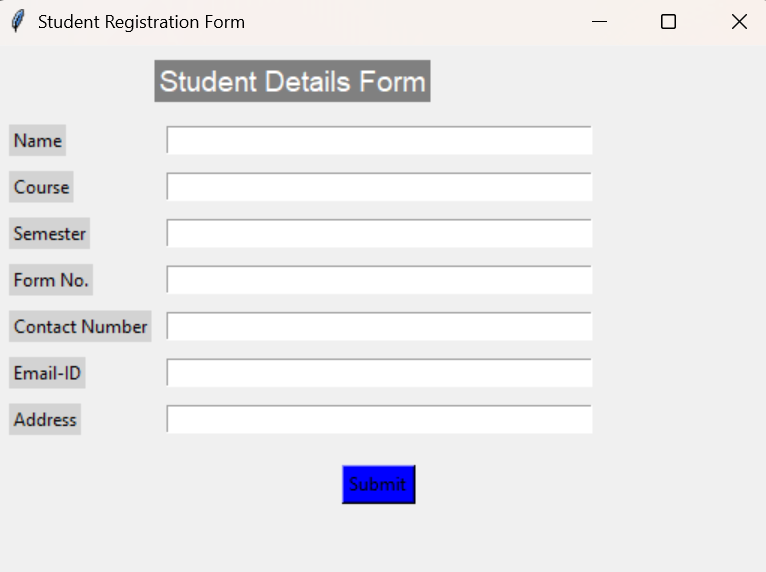 Student Registration Form
Student Details Form
Name
Course
Semester
Form No.
Contact Number
Email-ID
Address
Submit